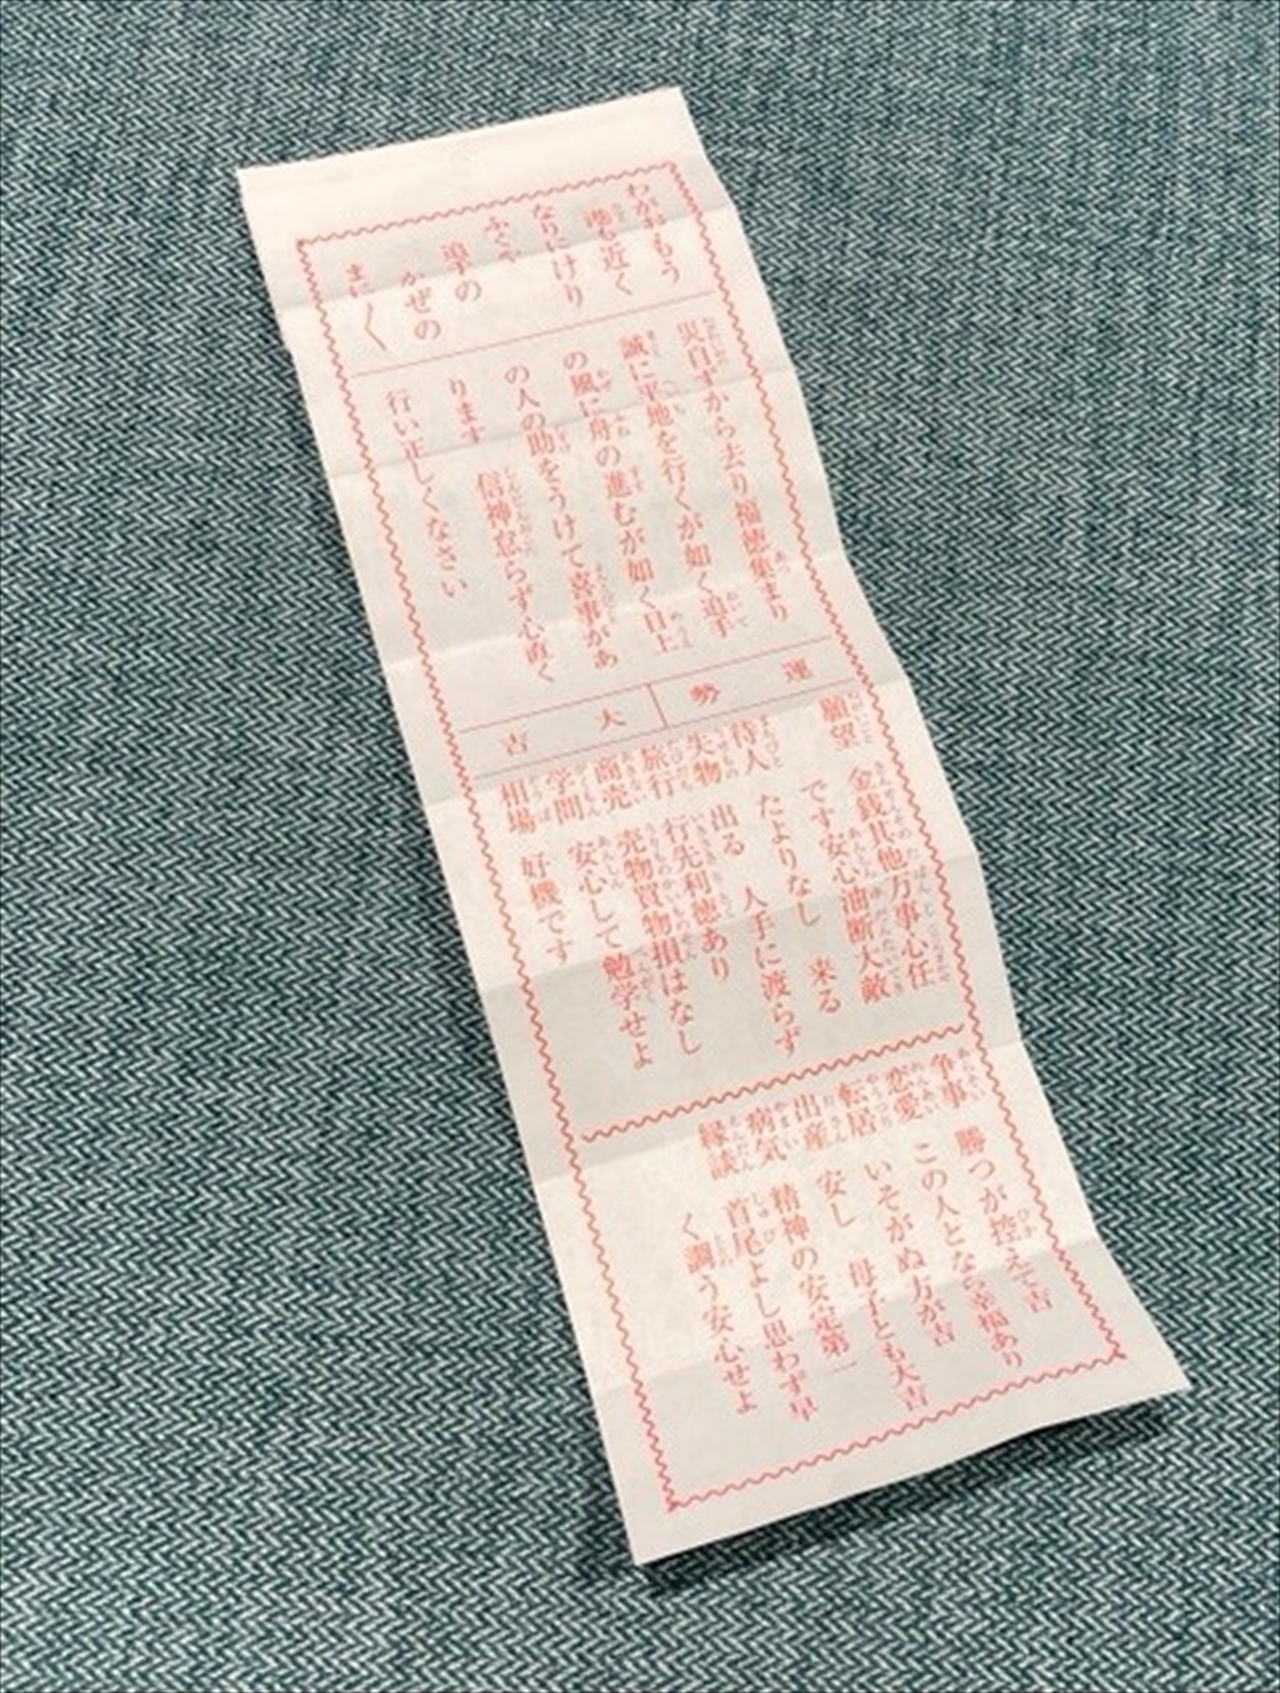 わがおもう
港も近く
なりにけり
ふくや
追手の
かぜの
まに〱
災自ずから去り福徳集まり
誠に平地を行くが如く追手
の風に舟の進むが如く目上
の人の助をうけて喜事があ
ります 信神怠らず心直く
行い正しくなさい
運勢 大吉
願望 金銭其他万事心任
です安心油断大敵
待人 たよりなし 来る
失物 出る 人手に渡らず
旅行 行先利徳あり
商売 売物買物損はなし
学問 安心して勉学せよ
相場 好機です
争事 勝つが控えて吉
恋愛 この人となら幸福あり
転居 いそがぬ方が吉
出産 安し 母子とも大吉
病気 精神の安定第一
縁談 首尾よし思わず早
く調う安心せよ